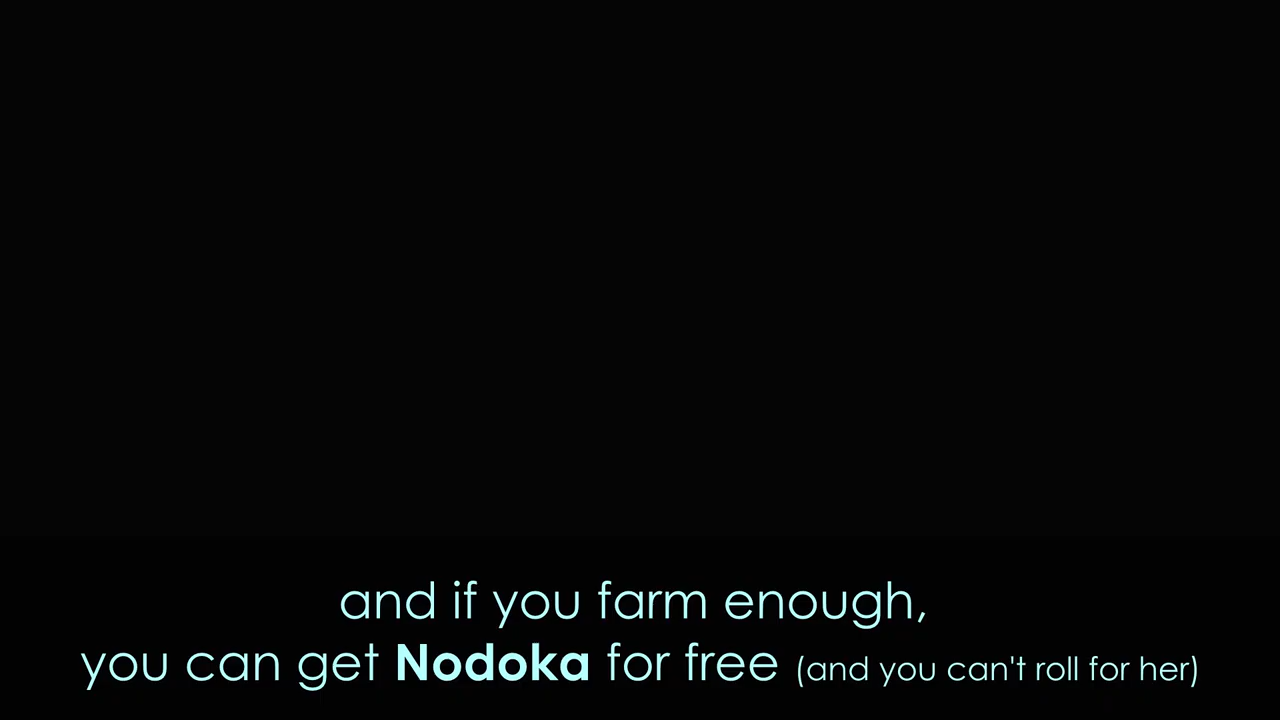 and if you farm enough,
you can get Nodoka for free (and you can't roll for her)